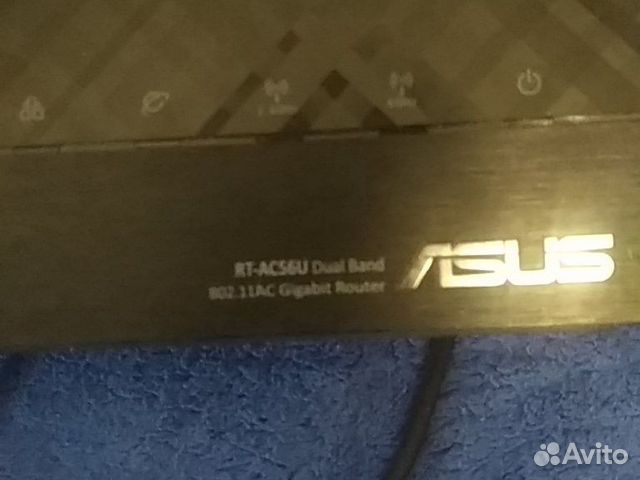 RT-AC56U Dual Band
802.11AC Gigabit Router
ASUS
Avito